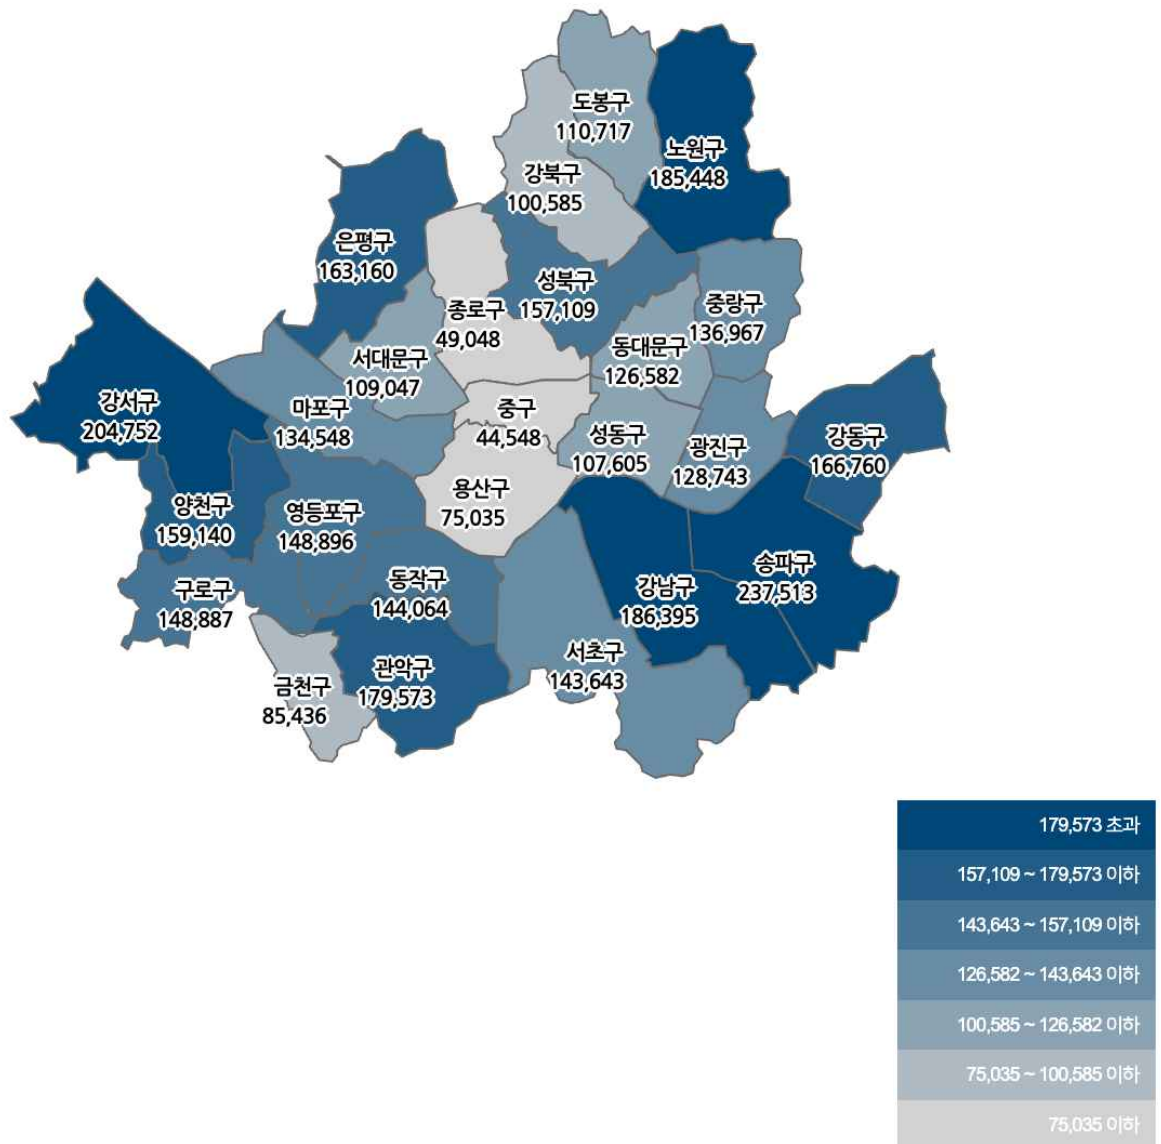 도봉구
110,717
노원구
185,448
강북구
100,585
은평구
163,160
성북구
157,109
종로구
49,048
중랑구
136,967
동대문구
126,582
서대문구
109,047
강서구
204,752
마포구
134,548
중구
44,548
성동구
107,605
광진구
128,743
강동구
166,760
양천구
159,140
영등포구
148,896
용산구
75,035
구로구
148,887
동작구
144,064
강남구
186,395
송파구
237,513
서초구
143,643
관악구
179,573
금천구
85,436
179,573 초과
157,109 ~ 179,573 이하
143,643 ~ 157,109 이하
126,582 ~ 143,643 이하
100,585 ~ 126,582 이하
75,035 ~ 100,585 이하
75,035 이하